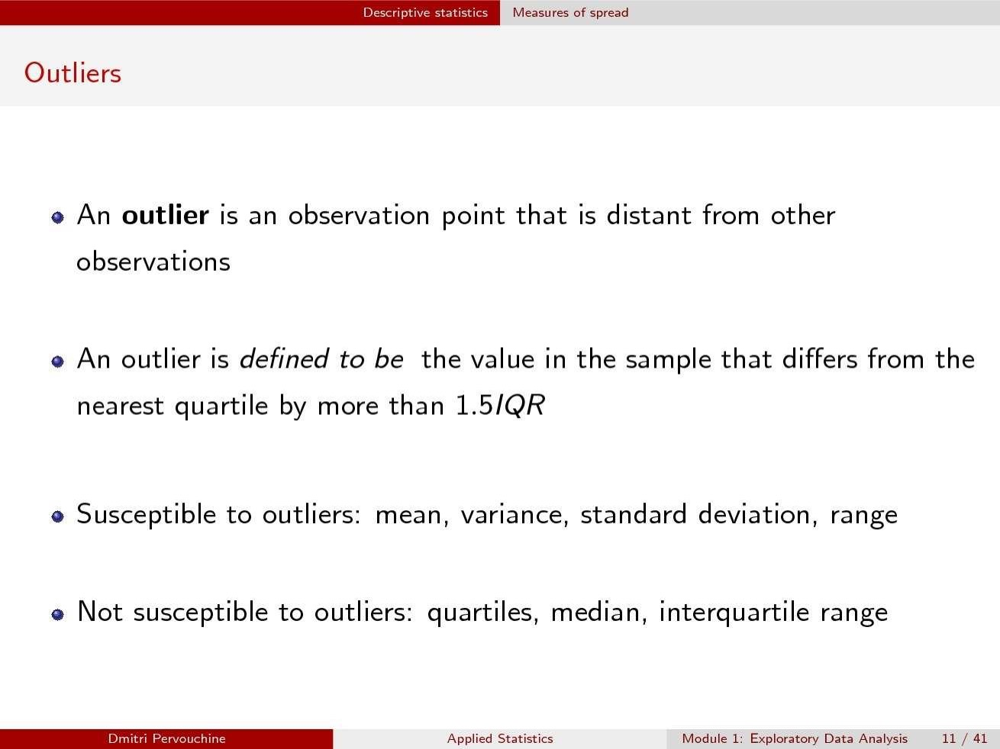 Descriptive statistics Measures of spread
Outliers
An outlier is an observation point that is distant from other
observations
An outlier is defined to be the value in the sample that differs from the
nearest quartile by more than 1.5IQR
Susceptible to outliers: mean, variance, standard deviation, range
Not susceptible to outliers: quartiles, median, interquartile range
Dmitri Pervouchine Applied Statistics Module 1: Exploratory Data Analysis 11 / 41